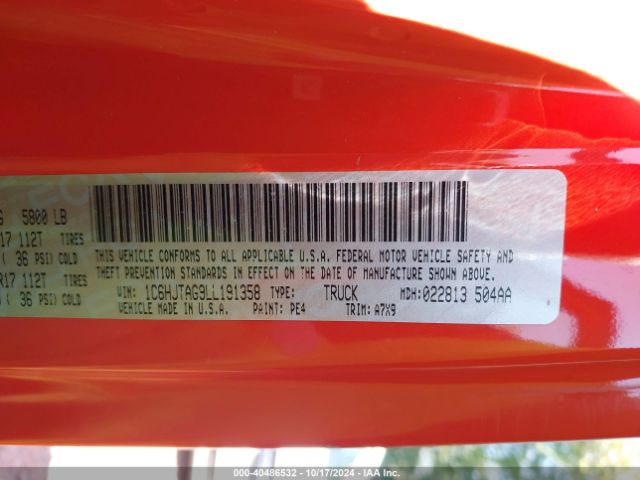 5800 LB
17 112T TIRES
36 PSI) COLD
R17 112T TIRES
( 36 PSI) COLD
THIS VEHICLE CONFORMS TO ALL APPLICABLE U.S.A. FEDERAL MOTOR VEHICLE SAFETY AND
THEFT PREVENTION STANDARDS IN EFFECT ON THE DATE OF MANUFACTURE SHOWN ABOVE.
VIN: 1C6HJTAG9LL191358 TYPE: TRUCK MDH: 022813 504AA
VEHICLE MADE IN U.S.A. PAINT: PE4 TRIM: A7X9
000-40486532 - 10/17/2024 - IAA Inc.